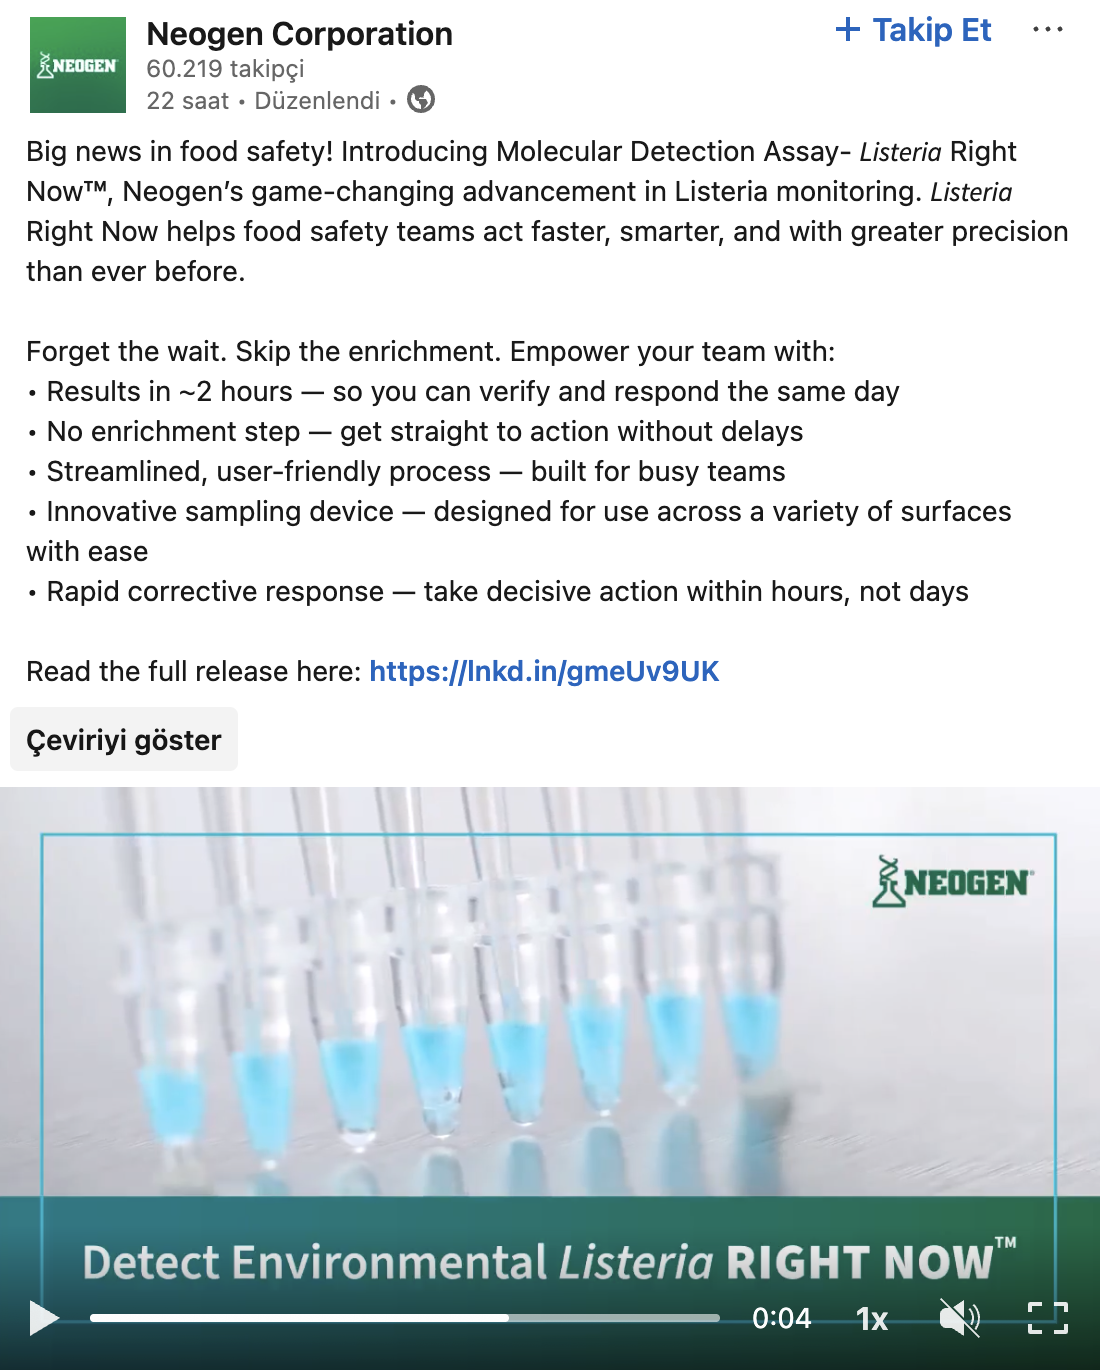 NEOGEN
Neogen Corporation
60.219 takipçi
22 saat • Düzenlendi •
+ Takip Et
Big news in food safety! Introducing Molecular Detection Assay- Listeria Right
Now™, Neogen’s game-changing advancement in Listeria monitoring. Listeria
Right Now helps food safety teams act faster, smarter, and with greater precision
than ever before.
Forget the wait. Skip the enrichment. Empower your team with:
• Results in ~2 hours — so you can verify and respond the same day
• No enrichment step — get straight to action without delays
• Streamlined, user-friendly process — built for busy teams
• Innovative sampling device — designed for use across a variety of surfaces
with ease
• Rapid corrective response — take decisive action within hours, not days
Read the full release here: https://lnkd.in/gmeUv9UK
Çeviriyi göster
NEOGEN
Detect Environmental Listeria RIGHT NOW™
0:04 1x